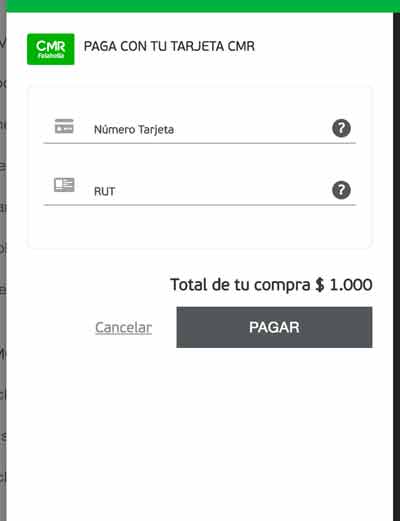 CMR
Falabella
PAGA CON TU TARJETA CMR
Número Tarjeta
?
RUT
?
Total de tu compra $ 1.000
Cancelar
PAGAR